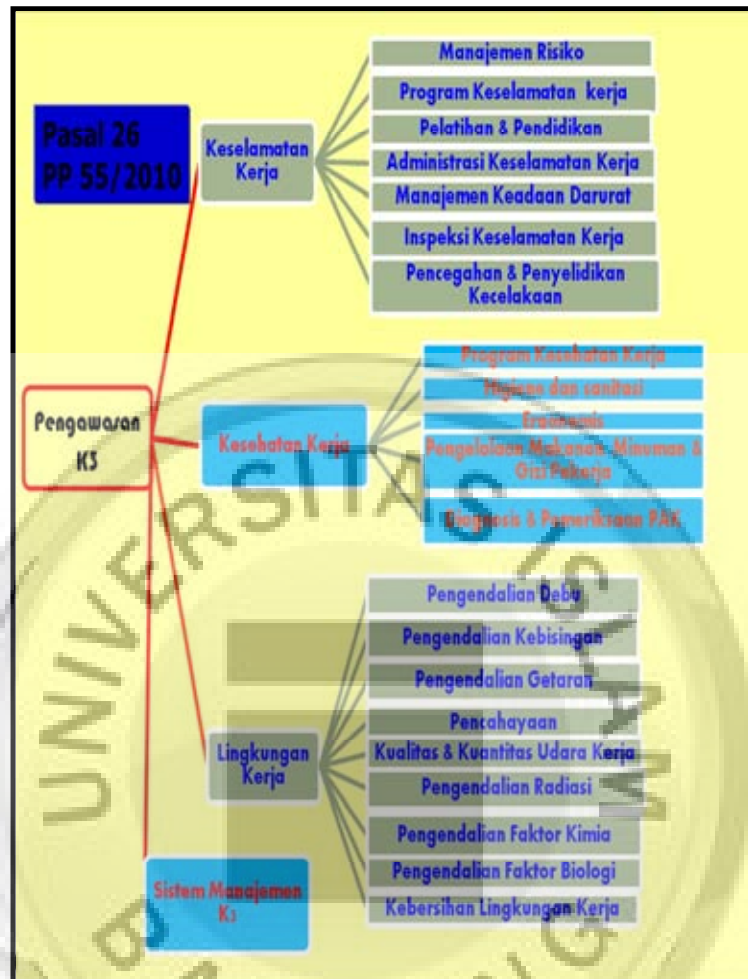 Pasal 26
PP 55/2010
Keselamatan
Kerja
Manajemen Risiko
Program Keselamatan kerja
Pelatihan & Pendidikan
Administrasi Keselamatan Kerja
Manajemen Keadaan Darurat
Inspeksi Keselamatan Kerja
Pencegahan & Penyelidikan
Kecelakaan
Pengawasan
K3
Kesehatan Kerja
Program Kesehatan Kerja
Higiene dan sanitasi
Ergonomis
Pengelolaan Makanan, Minuman &
Gizi Pekerja
Diagnosis & Pemeriksaan PAK
Lingkungan
Kerja
Pengendalian Debu
Pengendalian Kebisingan
Pengendalian Getaran
Pencahayaan
Kualitas & Kuantitas Udara Kerja
Pengendalian Radiasi
Pengendalian Faktor Kimia
Pengendalian Faktor Biologi
Kebersihan Lingkungan Kerja
Sistem Manajemen
K3
UNIVERSITAS ISLAM